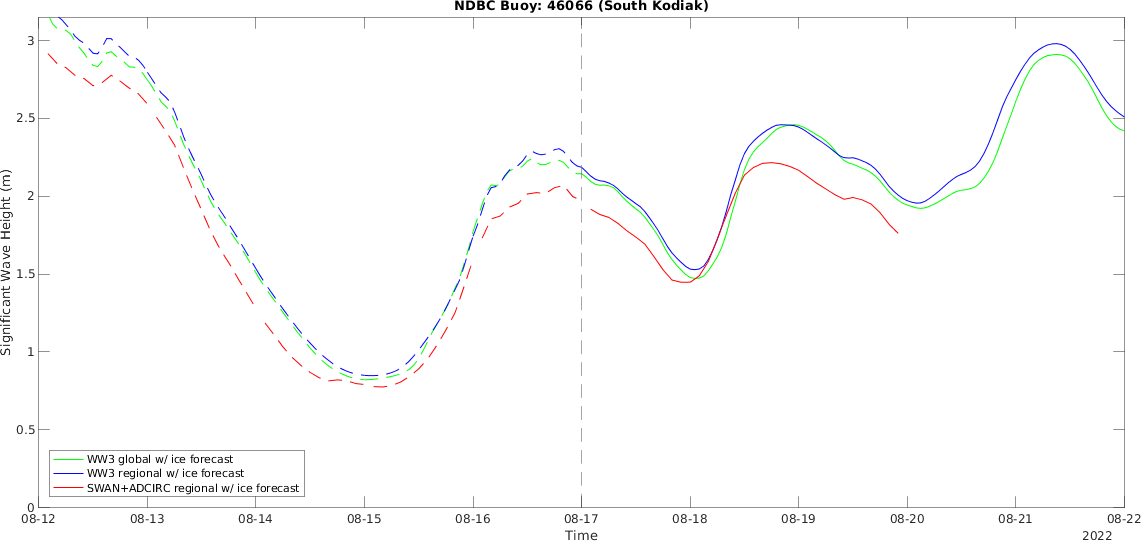 NDBC Buoy: 46066 (South Kodiak)
3
2.5
2
1.5
1
0.5
0
Significant Wave Height (m)
WW3 global w/ ice forecast
WW3 regional w/ ice forecast
SWAN+ADCIRC regional w/ ice forecast
08-12 08-13 08-14 08-15 08-16 08-17 08-18 08-19 08-20 08-21 08-22
Time
2022